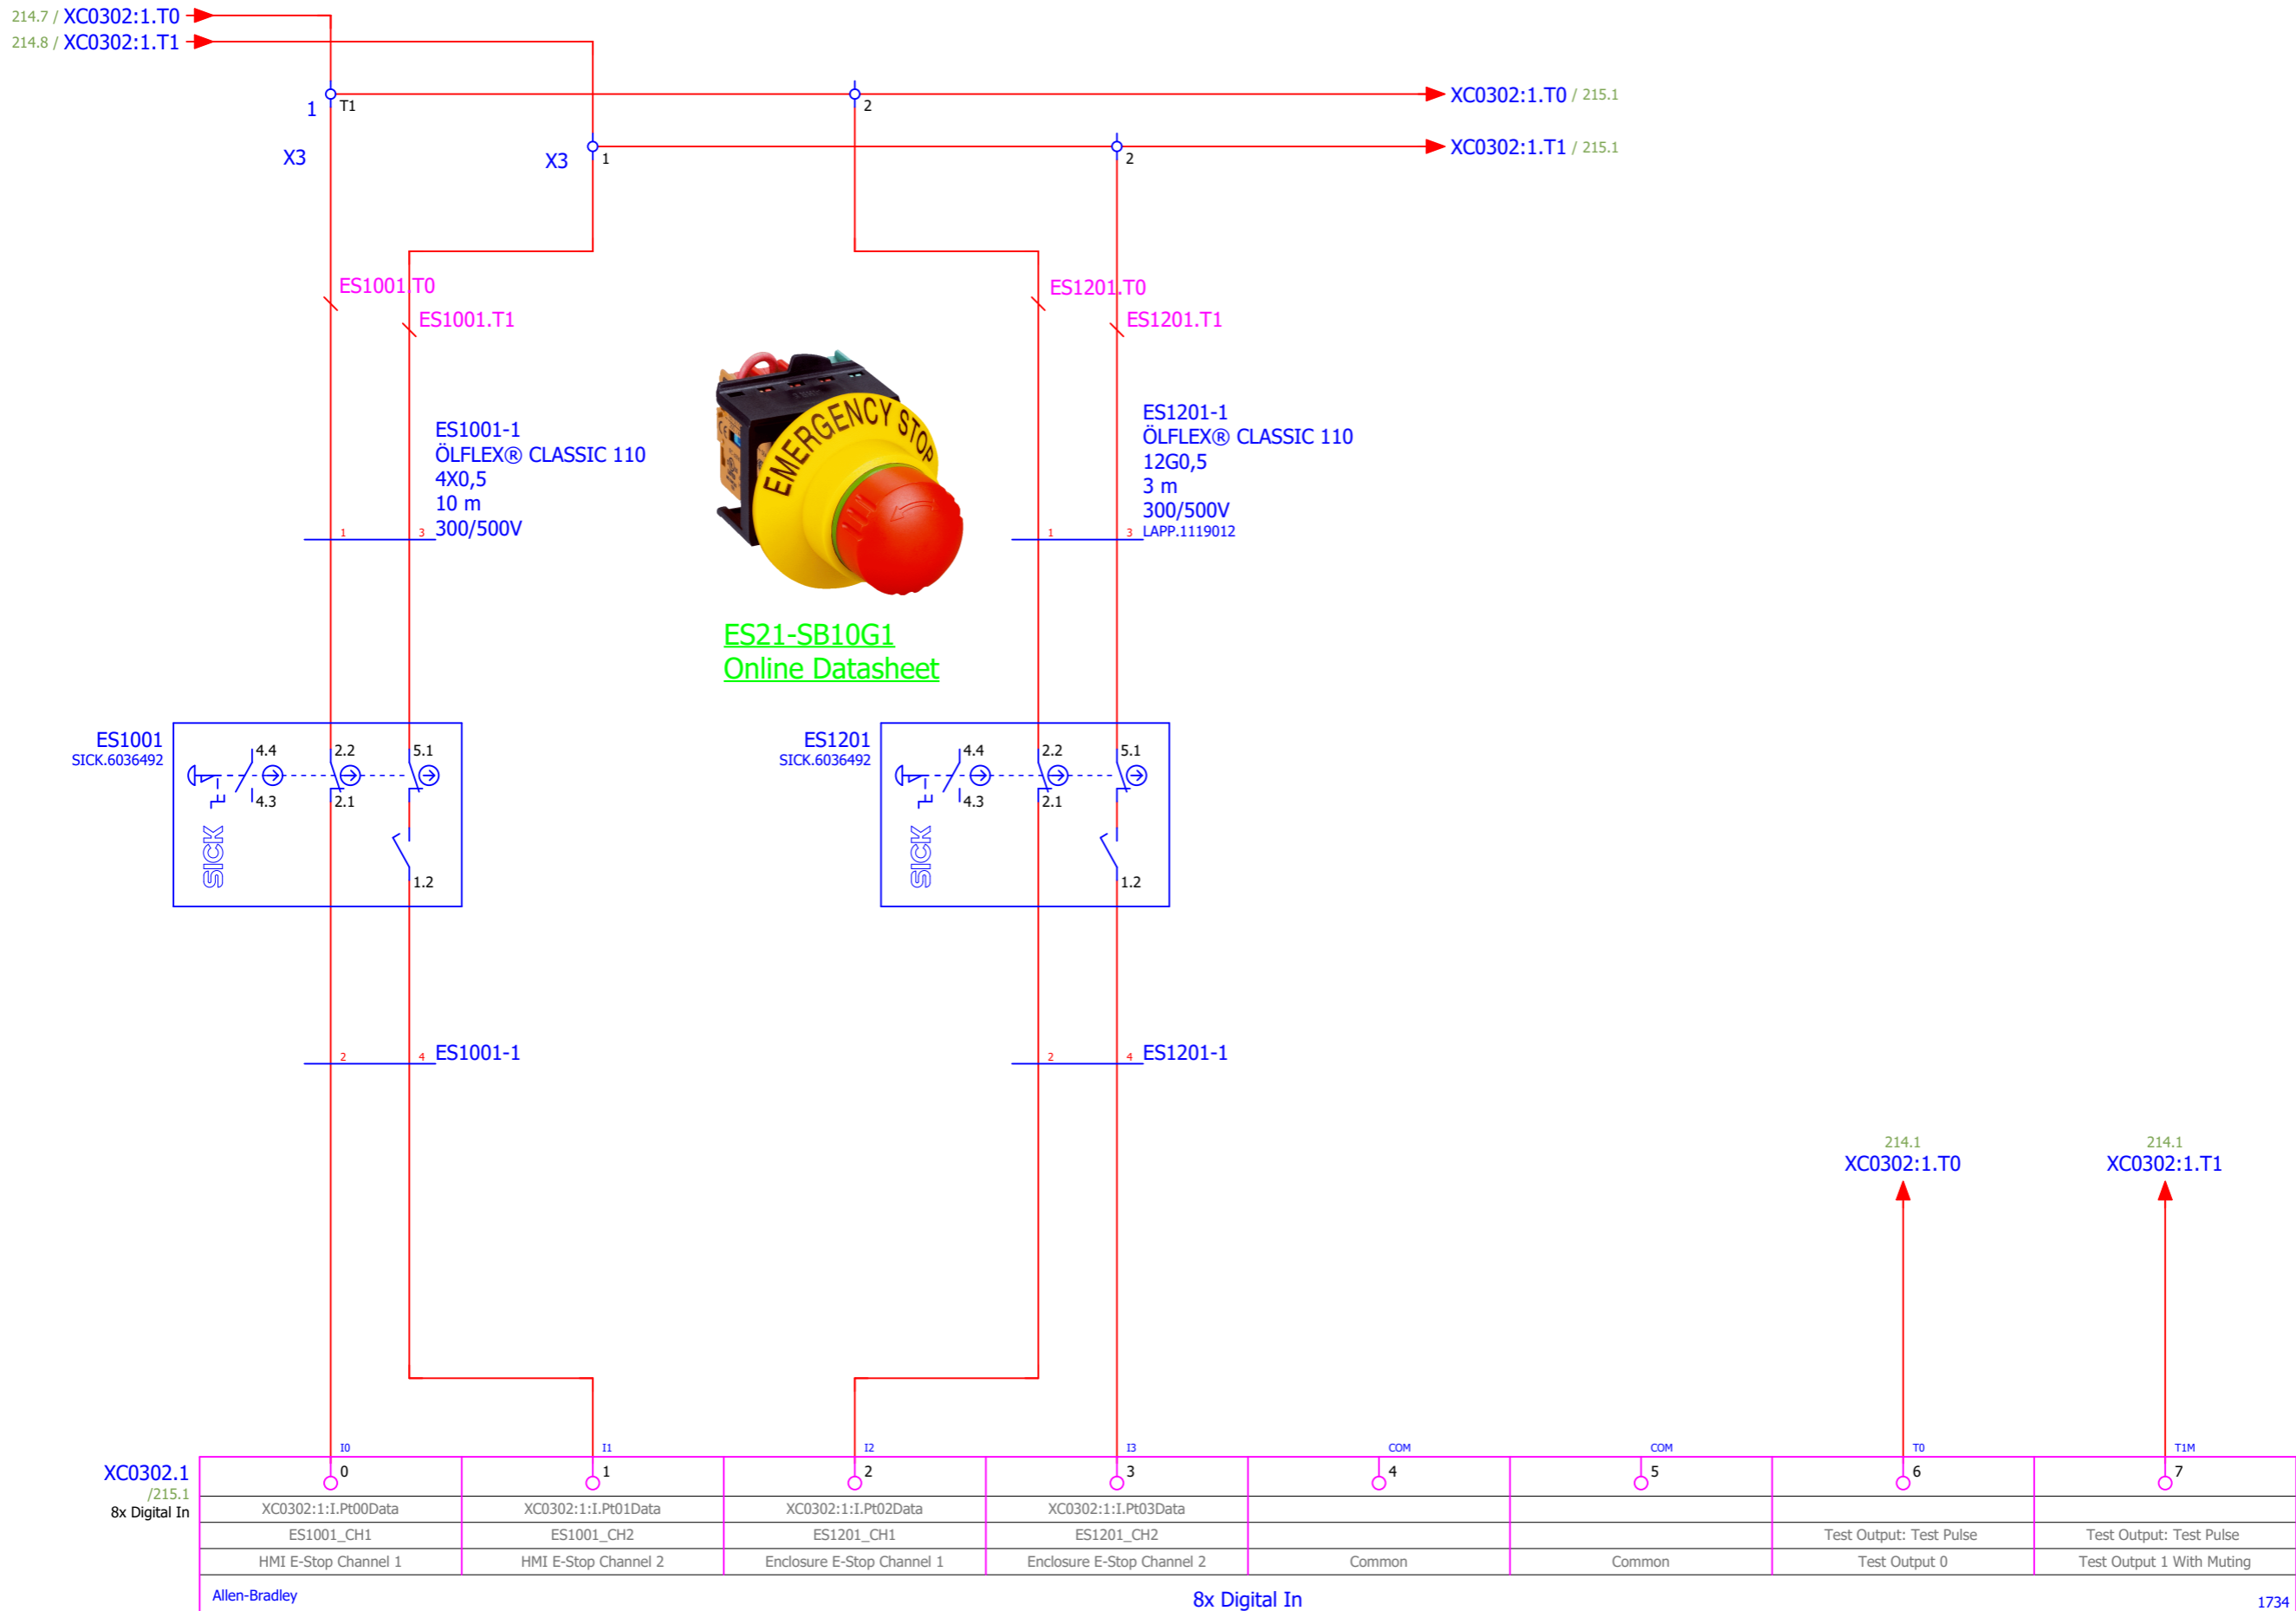 214.7 / XC0302:1.T0
214.8 / XC0302:1.T1
1
T1
2
XC0302:1.T0 / 215.1
X3
X3
1
2
XC0302:1.T1 / 215.1
ES1001.T0
ES1001.T1
ES1201.T0
ES1201.T1
ES1001-1
ÖLFLEX® CLASSIC 110
4X0,5
10 m
300/500V
1
3
EMERGENCY STOP
ES1201-1
ÖLFLEX® CLASSIC 110
12G0,5
3 m
300/500V
LAPP.1119012
1
3
ES21-SB10G1
Online Datasheet
ES1001
SICK.6036492
4.4
2.2
5.1
4.3
2.1
SICK
1.2
ES1201
SICK.6036492
4.4
2.2
5.1
4.3
2.1
SICK
1.2
2
4
ES1001-1
2
4
ES1201-1
214.1
XC0302:1.T0
214.1
XC0302:1.T1
I0
I1
I2
I3
COM
COM
T0
T1M
XC0302.1
/215.1
8x Digital In
0
1
2
3
4
5
6
7
XC0302:1:I.Pt00Data
XC0302:1:I.Pt01Data
XC0302:1:I.Pt02Data
XC0302:1:I.Pt03Data
ES1001_CH1
ES1001_CH2
ES1201_CH1
ES1201_CH2
Test Output: Test Pulse
Test Output: Test Pulse
HMI E-Stop Channel 1
HMI E-Stop Channel 2
Enclosure E-Stop Channel 1
Enclosure E-Stop Channel 2
Common
Common
Test Output 0
Test Output 1 With Muting
Allen-Bradley
8x Digital In
1734